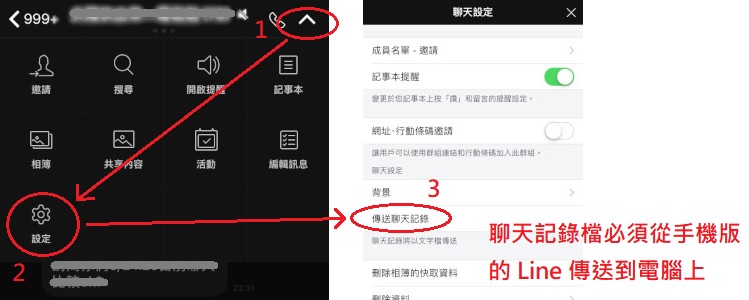 999+
1
邀請
搜尋
開啟提醒
記事本
相簿
共享內容
活動
編輯訊息
設定
2
23:31
聊天設定
成員名單 - 邀請
記事本提醒
變更於您記事本上按「讚」和留言的提醒設定。
網址·行動條碼邀請
讓用戶可以使用群組連結和行動條碼加入此群組。
聊天設定
背景
3
傳送聊天記錄
聊天記錄將以文字檔傳送
刪除相簿的快取資料
刪除資料
聊天記錄檔必須從手機版
的 Line 傳送到電腦上